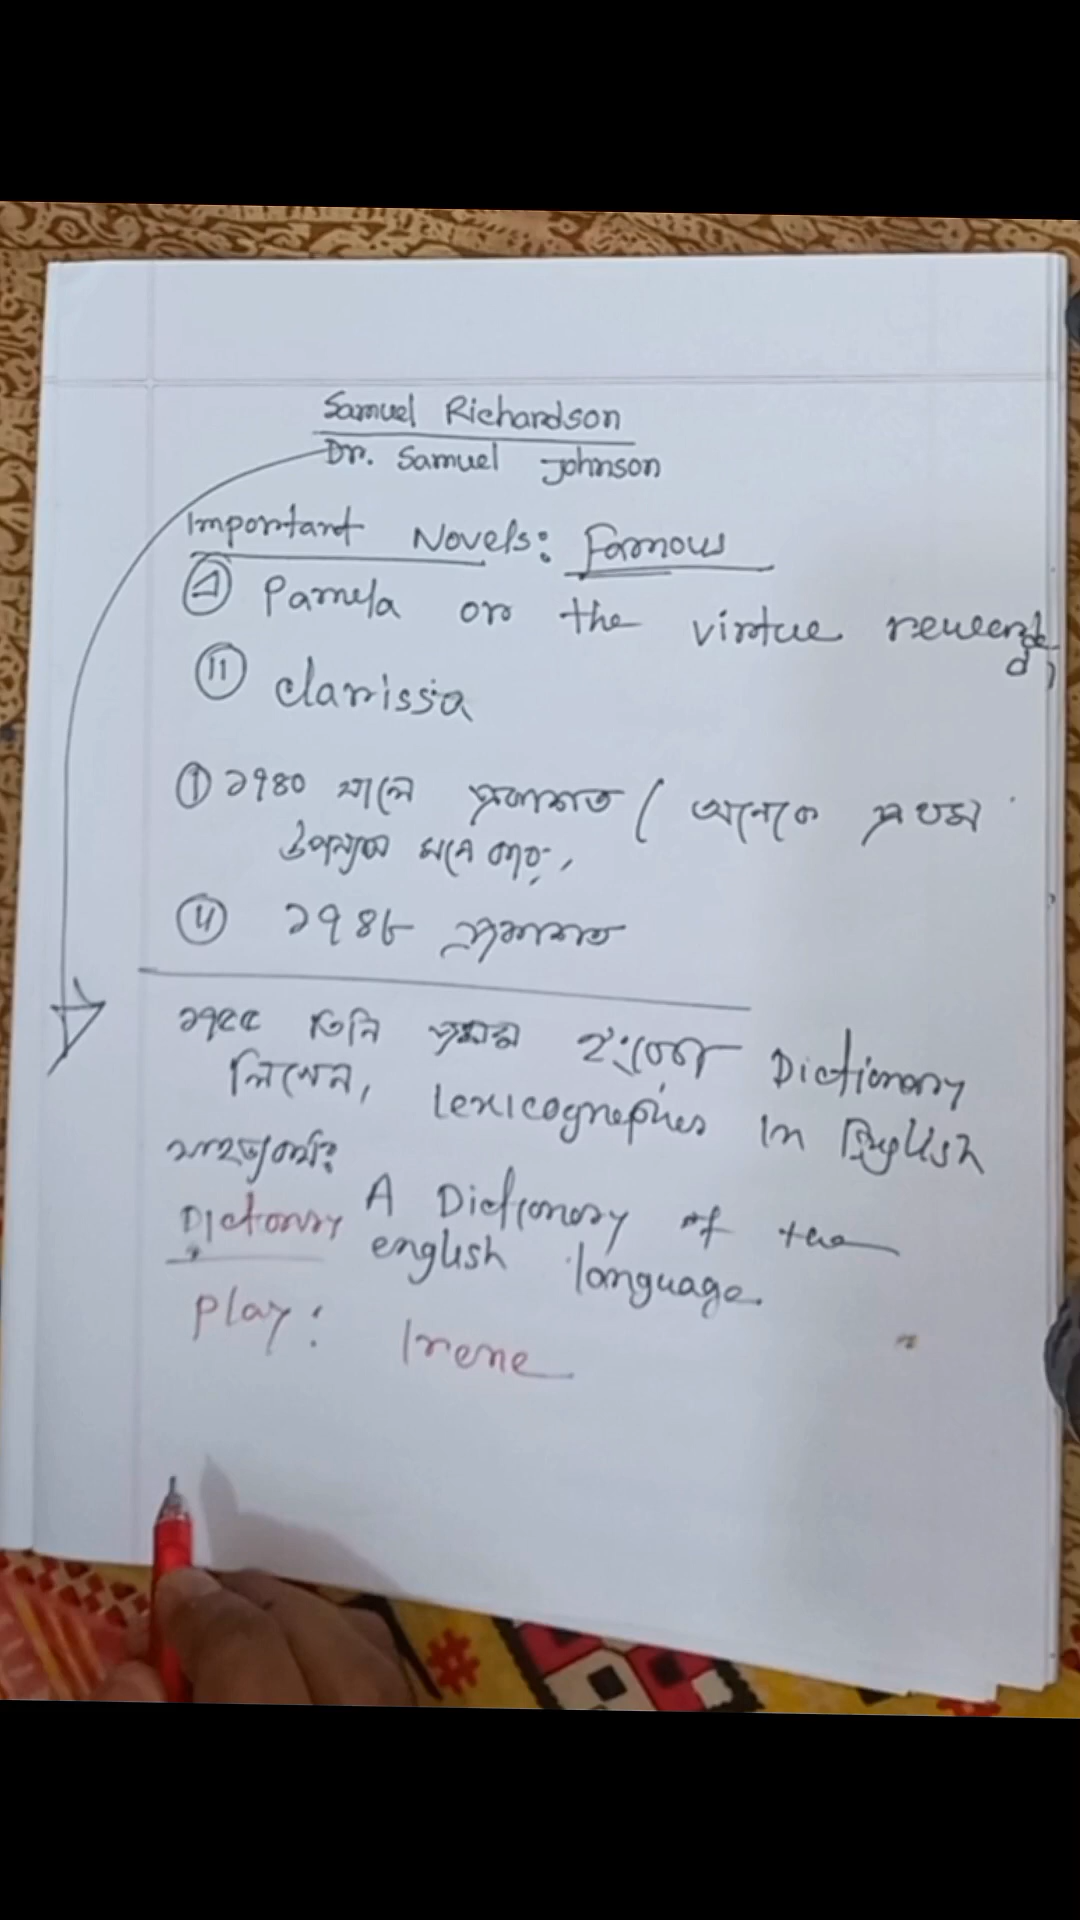 Samuel Richardson
Dr. Samuel Johnson
Important Novels: Famous
I Pamela or the virtue rewarded,
II Clarissa
I ১৭৪০ সালে প্রকাশিত ( অনেকে প্রথম
উপন্যাস মনে করে,
II ১৭৪৮ প্রকাশিত
১৭৫৫ তিনি প্রথম ইংরেজী Dictionary
লিখেন, lexicographer in English
সাহিত্যকর্ম:
Dictonary A Dictionary of the
english language
Play: Irene